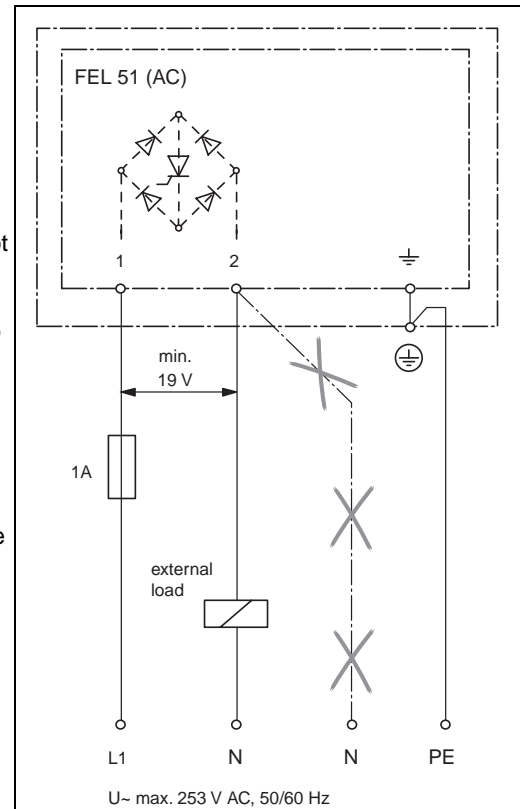 FEL 51 (AC)
1 2
min.
19 V
1A
external
load
L1 N N PE
U~ max. 253 V AC, 50/60 Hz